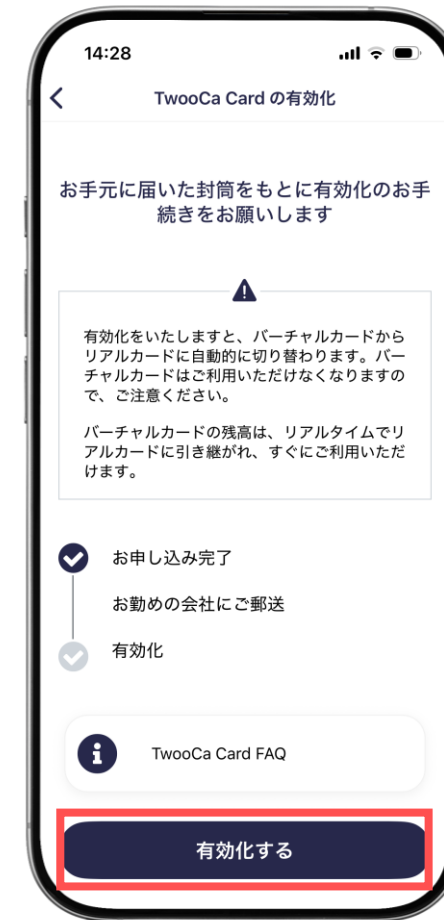 14:28
TwooCa Card の有効化
お手元に届いた封筒をもとに有効化のお手
続きをお願いします
有効化をいたしますと、バーチャルカードから
リアルカードに自動的に切り替わります。バー
チャルカードはご利用いただけなくなりますの
で、ご注意ください。
バーチャルカードの残高は、リアルタイムでリ
アルカードに引き継がれ、すぐにご利用いただ
けます。
お申し込み完了
お勤めの会社にご郵送
有効化
TwooCa Card FAQ
有効化する